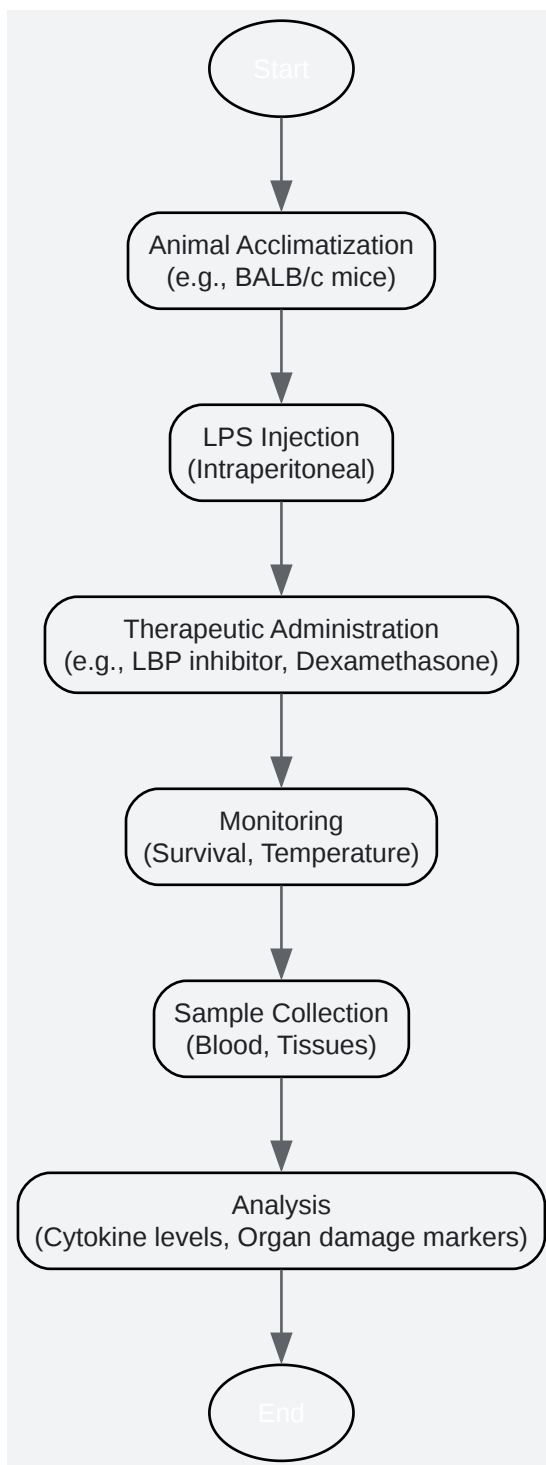 Start
Animal Acclimatization
(e.g., BALB/c mice)
LPS Injection
(Intraperitoneal)
Therapeutic Administration
(e.g., LBP inhibitor, Dexamethasone)
Monitoring
(Survival, Temperature)
Sample Collection
(Blood, Tissues)
Analysis
(Cytokine levels, Organ damage markers)
End